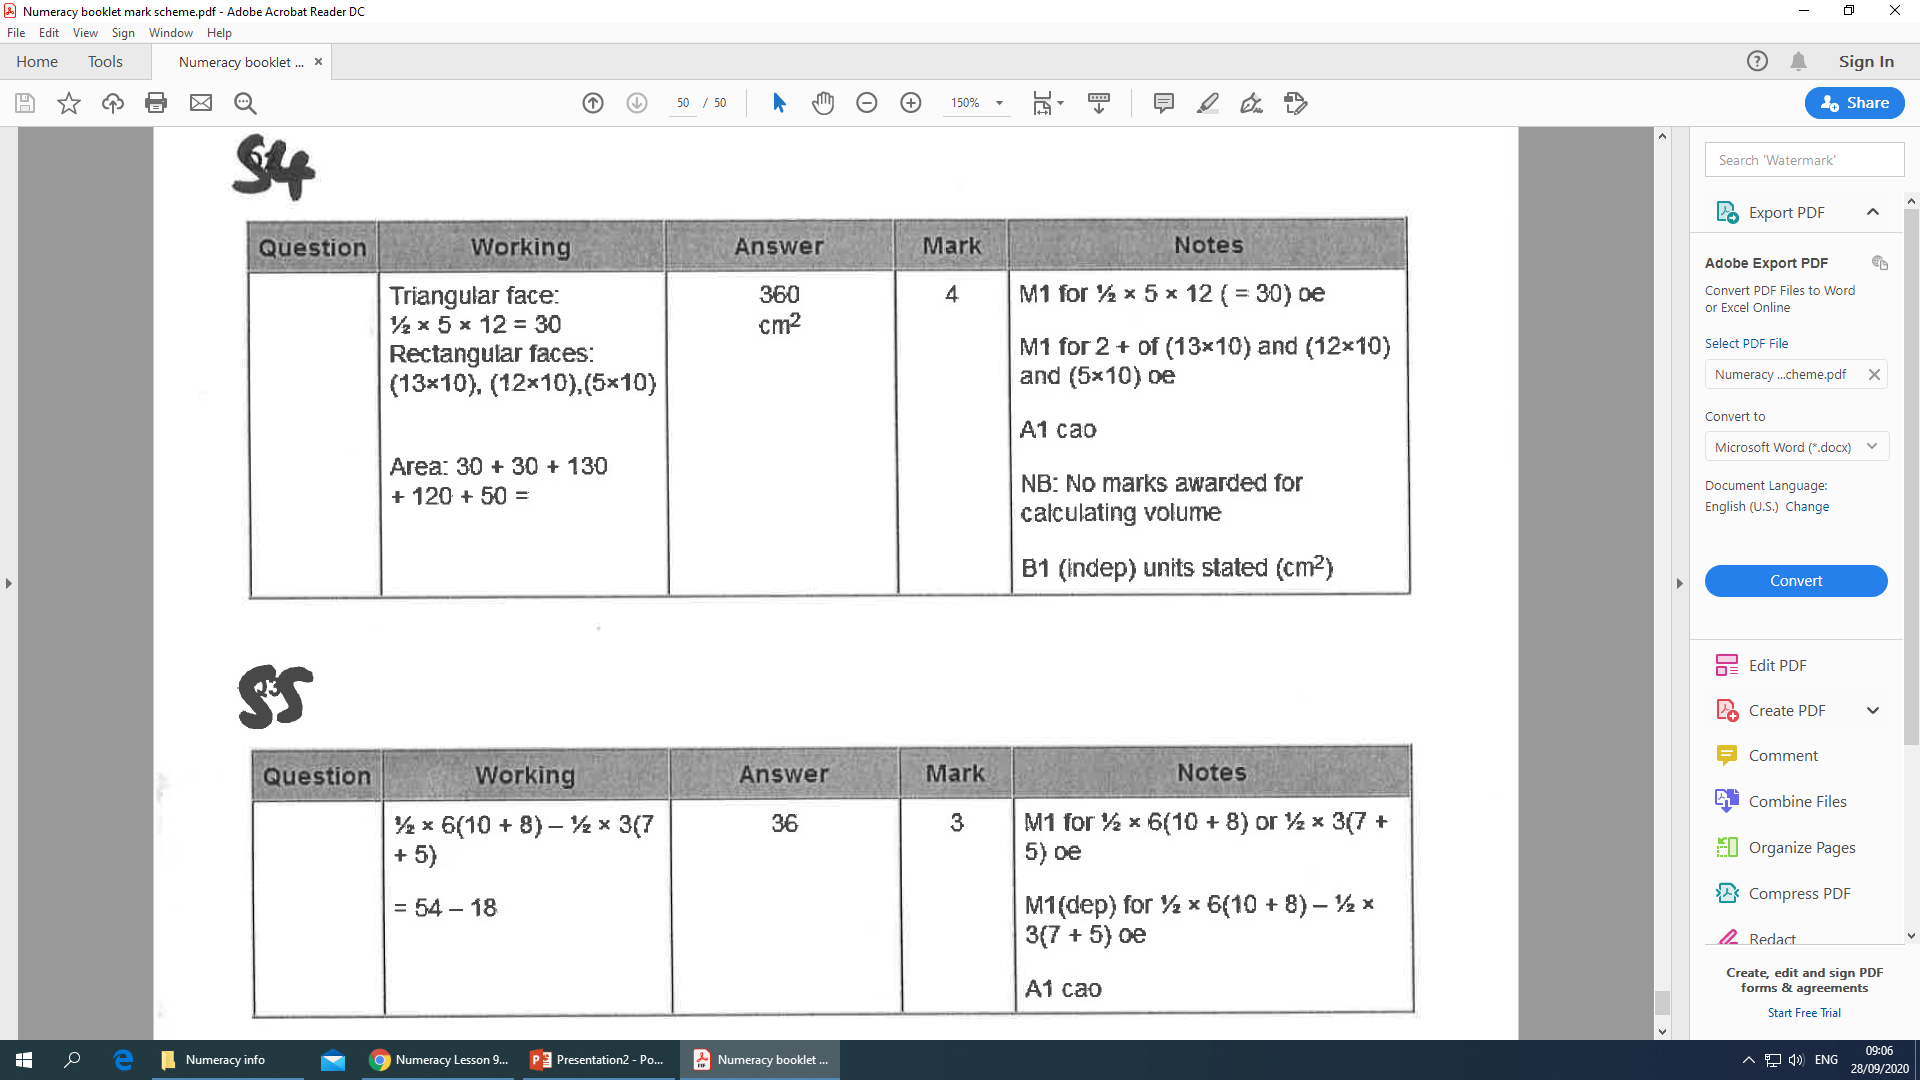 Numeracy booklet mark scheme.pdf - Adobe Acrobat Reader DC
File Edit View Sign Window Help
Home Tools Numeracy booklet ... × Sign In
50 / 50 150% Share
S4
Question Working Answer Mark Notes
Triangular face:
½ × 5 × 12 = 30
Rectangular faces:
(13×10), (12×10),(5×10)
Area: 30 + 30 + 130
+ 120 + 50 =
360
cm²
4
M1 for ½ × 5 × 12 ( = 30) oe
M1 for 2 + of (13×10) and (12×10)
and (5×10) oe
A1 cao
NB: No marks awarded for
calculating volume
B1 (indep) units stated (cm²)
S5
Question Working Answer Mark Notes
½ × 6(10 + 8) – ½ × 3(7
+ 5)
= 54 – 18
36
3
M1 for ½ × 6(10 + 8) or ½ × 3(7 +
5) oe
M1(dep) for ½ × 6(10 + 8) – ½ ×
3(7 + 5) oe
A1 cao
Search 'Watermark'
Export PDF
Adobe Export PDF
Convert PDF Files to Word
or Excel Online
Select PDF File
Numeracy ...cheme.pdf
Convert to
Microsoft Word (*.docx)
Document Language:
English (U.S.) Change
Convert
Edit PDF
Create PDF
Comment
Combine Files
Organize Pages
Compress PDF
Redact
Create, edit and sign PDF
forms & agreements
Start Free Trial
Numeracy info
Numeracy Lesson 9...
Presentation2 - Po...
Numeracy booklet ...
ENG
09:06
28/09/2020